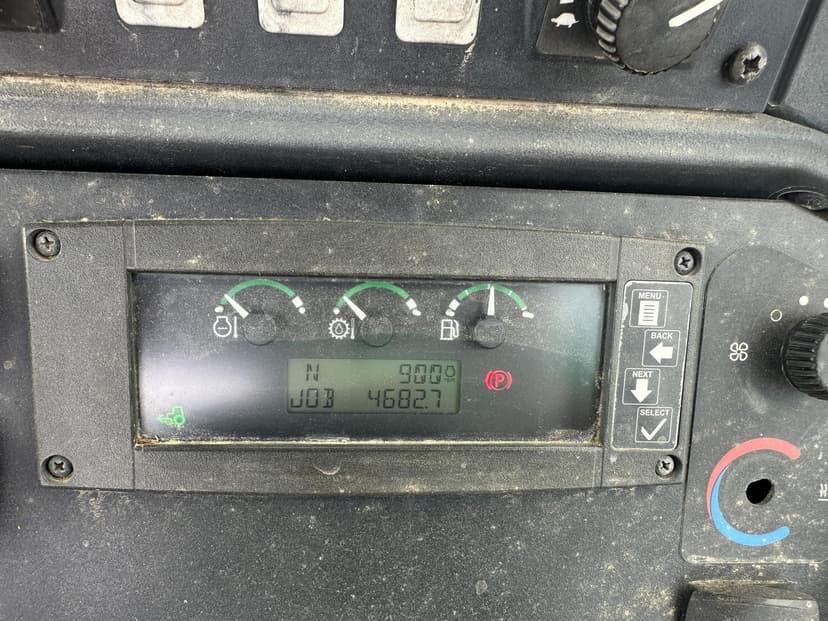 N 900
JOB 4682.7
P
MENU
BACK
NEXT
SELECT